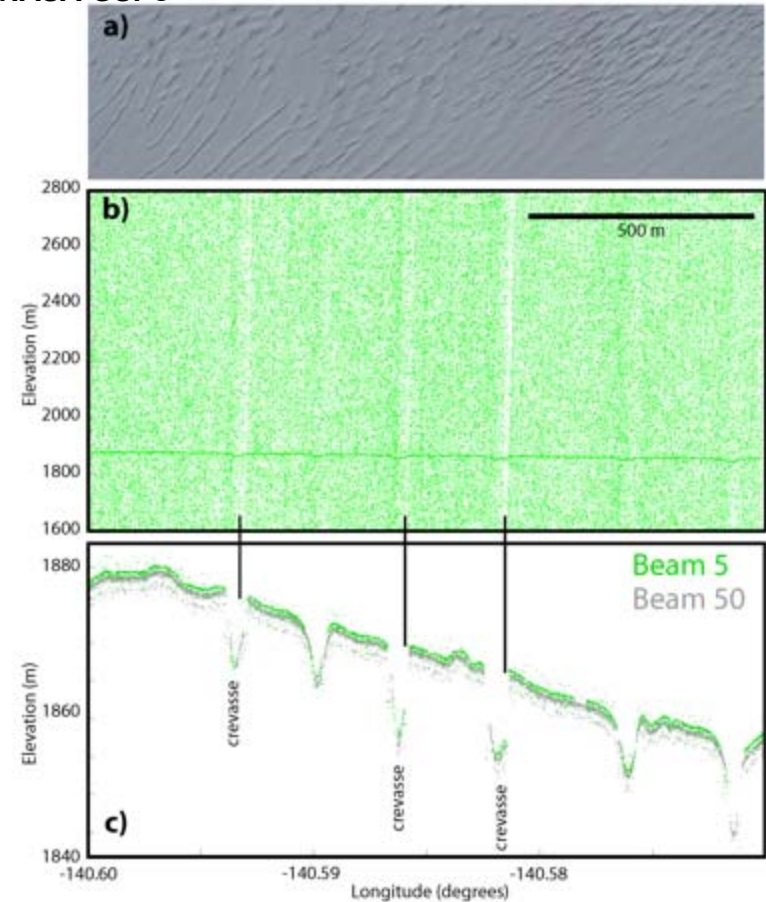 a)
2800
b)
2600
500 m
2400
Elevation (m)
2200
2000
1800
1600
1880
Beam 5
Beam 50
Elevation (m)
1860
crevasse
crevasse
crevasse
c)
1840
-140.60
-140.59
-140.58
Longitude (degrees)